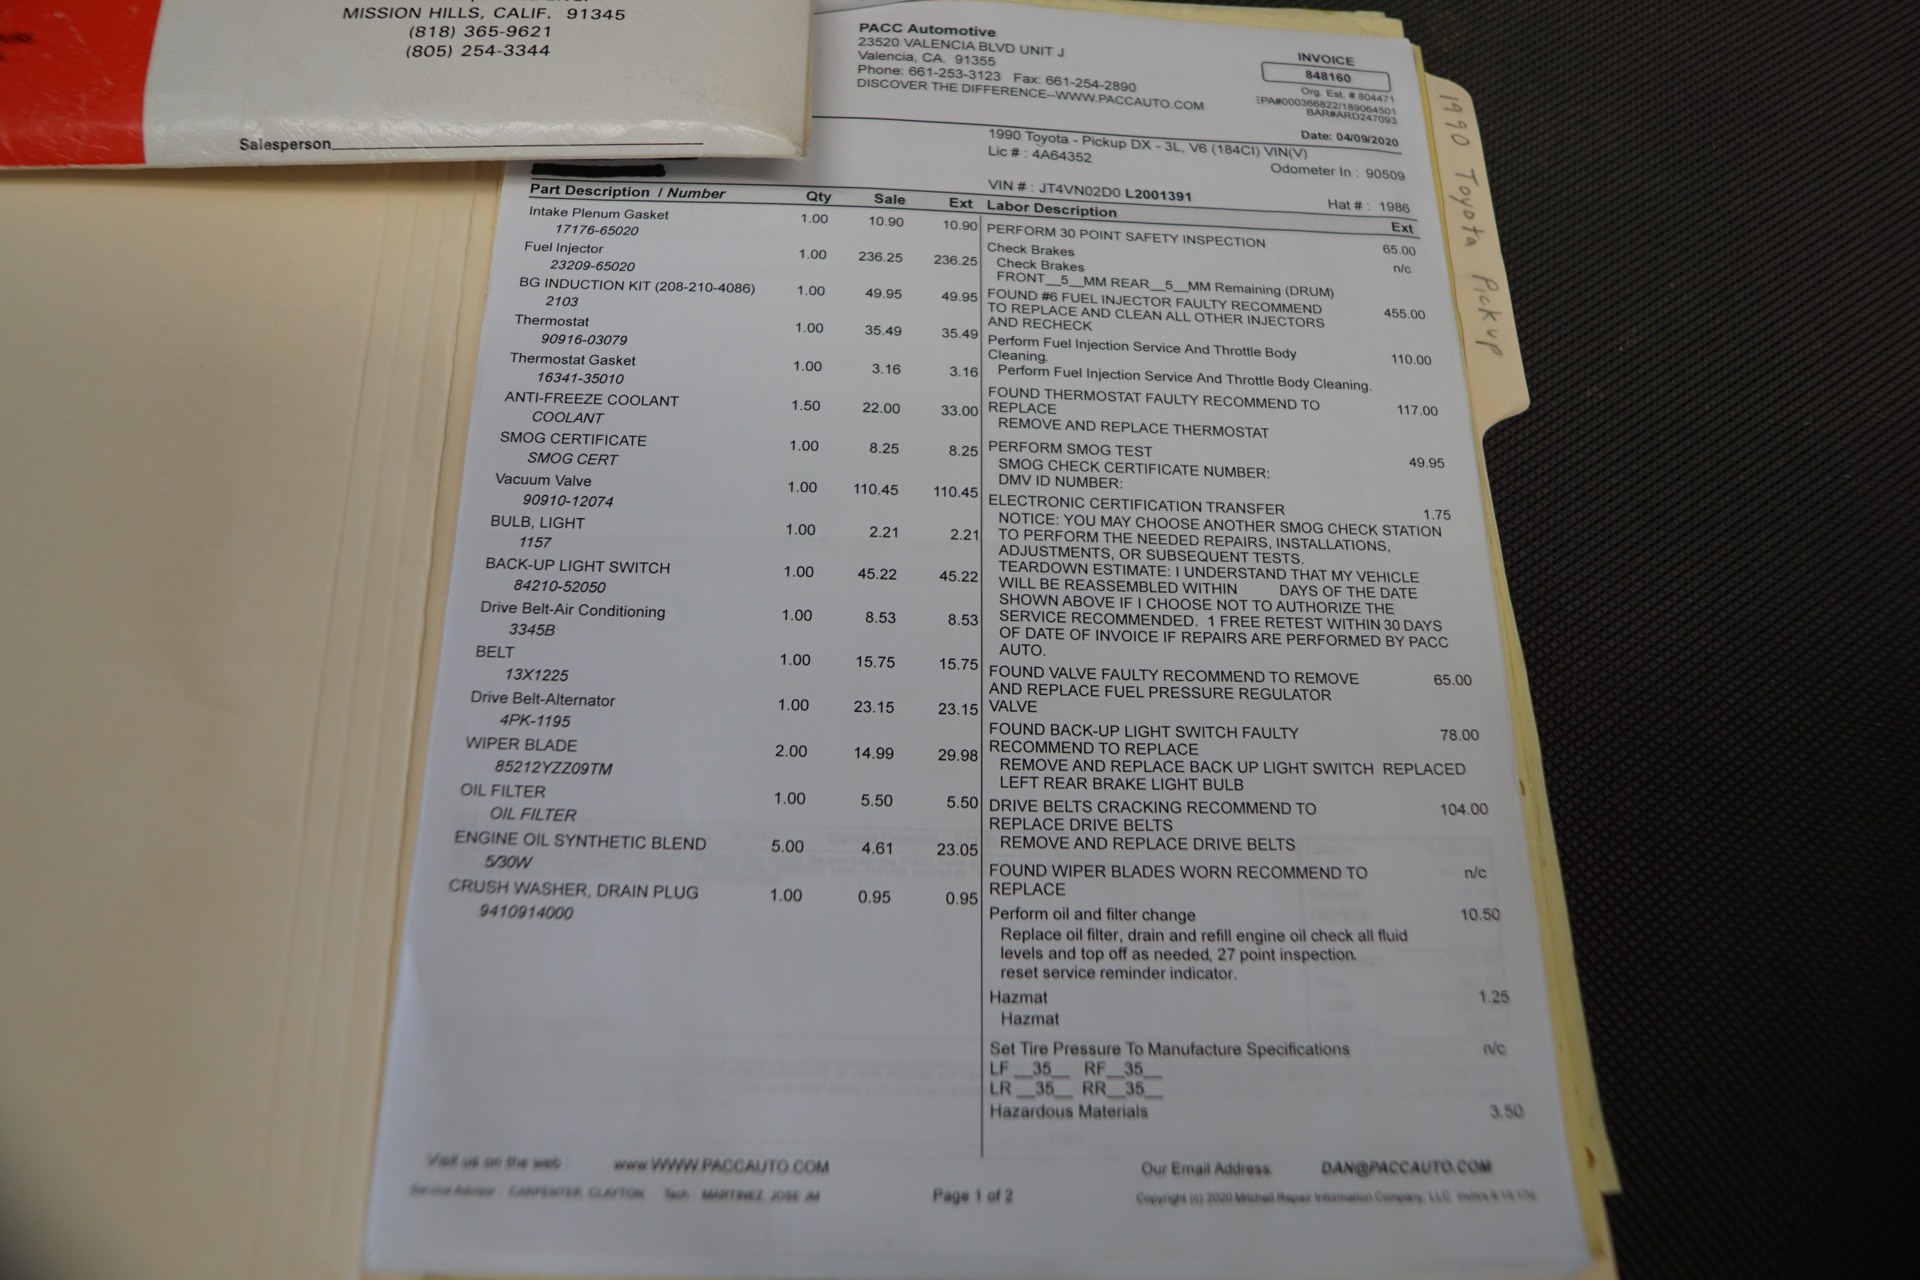 MISSION HILLS, CALIF. 91345
(818) 365-9621
(805) 254-3344
Salesperson
PACC Automotive
23520 VALENCIA BLVD UNIT J
Valencia, CA. 91355
Phone: 661-253-3123 Fax: 661-254-2890
DISCOVER THE DIFFERENCE--WWW.PACCAUTO.COM
INVOICE
848160
Org. Est. # 804471
EPA#000366822/189064501
BAR#ARD247093
Date: 04/09/2020
1990 Toyota - Pickup DX - 3L, V6 (184CI) VIN(V)
Lic # : 4A64352
Odometer In : 90509
VIN # : JT4VN02D0 L2001391
Hat # : 1986
1990 Toyota Pickup
Part Description / Number Qty Sale Ext
Intake Plenum Gasket 1.00 10.90 10.90
17176-65020
Fuel Injector 1.00 236.25 236.25
23209-65020
BG INDUCTION KIT (208-210-4086) 1.00 49.95 49.95
2103
Thermostat 1.00 35.49 35.49
90916-03079
Thermostat Gasket 1.00 3.16 3.16
16341-35010
ANTI-FREEZE COOLANT 1.50 22.00 33.00
COOLANT
SMOG CERTIFICATE 1.00 8.25 8.25
SMOG CERT
Vacuum Valve 1.00 110.45 110.45
90910-12074
BULB, LIGHT 1.00 2.21 2.21
1157
BACK-UP LIGHT SWITCH 1.00 45.22 45.22
84210-52050
Drive Belt-Air Conditioning 1.00 8.53 8.53
3345B
BELT 1.00 15.75 15.75
13X1225
Drive Belt-Alternator 1.00 23.15 23.15
4PK-1195
WIPER BLADE 2.00 14.99 29.98
85212YZZ09TM
OIL FILTER 1.00 5.50 5.50
OIL FILTER
ENGINE OIL SYNTHETIC BLEND 5.00 4.61 23.05
5/30W
CRUSH WASHER, DRAIN PLUG 1.00 0.95 0.95
9410914000
Labor Description Ext
PERFORM 30 POINT SAFETY INSPECTION 65.00
Check Brakes n/c
Check Brakes
FRONT__5__MM REAR__5__MM Remaining (DRUM)
FOUND #6 FUEL INJECTOR FAULTY RECOMMEND 455.00
TO REPLACE AND CLEAN ALL OTHER INJECTORS
AND RECHECK
Perform Fuel Injection Service And Throttle Body 110.00
Cleaning.
Perform Fuel Injection Service And Throttle Body Cleaning.
FOUND THERMOSTAT FAULTY RECOMMEND TO 117.00
REPLACE
REMOVE AND REPLACE THERMOSTAT
PERFORM SMOG TEST 49.95
SMOG CHECK CERTIFICATE NUMBER:
DMV ID NUMBER:
ELECTRONIC CERTIFICATION TRANSFER 1.75
NOTICE: YOU MAY CHOOSE ANOTHER SMOG CHECK STATION
TO PERFORM THE NEEDED REPAIRS, INSTALLATIONS,
ADJUSTMENTS, OR SUBSEQUENT TESTS.
TEARDOWN ESTIMATE: I UNDERSTAND THAT MY VEHICLE
WILL BE REASSEMBLED WITHIN DAYS OF THE DATE
SHOWN ABOVE IF I CHOOSE NOT TO AUTHORIZE THE
SERVICE RECOMMENDED. 1 FREE RETEST WITHIN 30 DAYS
OF DATE OF INVOICE IF REPAIRS ARE PERFORMED BY PACC
AUTO.
FOUND VALVE FAULTY RECOMMEND TO REMOVE 65.00
AND REPLACE FUEL PRESSURE REGULATOR
VALVE
FOUND BACK-UP LIGHT SWITCH FAULTY 78.00
RECOMMEND TO REPLACE
REMOVE AND REPLACE BACK UP LIGHT SWITCH REPLACED
LEFT REAR BRAKE LIGHT BULB
DRIVE BELTS CRACKING RECOMMEND TO 104.00
REPLACE DRIVE BELTS
REMOVE AND REPLACE DRIVE BELTS
FOUND WIPER BLADES WORN RECOMMEND TO n/c
REPLACE
Perform oil and filter change 10.50
Replace oil filter, drain and refill engine oil check all fluid
levels and top off as needed, 27 point inspection.
reset service reminder indicator.
Hazmat 1.25
Hazmat
Set Tire Pressure To Manufacture Specifications n/c
LF __35__ RF __35__
LR __35__ RR __35__
Hazardous Materials 3.50
Visit us on the web : www.WWW.PACCAUTO.COM Our Email Address: DAN@PACCAUTO.COM
Service Advisor : CARPENTER, CLAYTON, Tech : MARTINEZ, JOSE JM Page 1 of 2 Copyright (c) 2020 Mitchell Repair Information Company, LLC